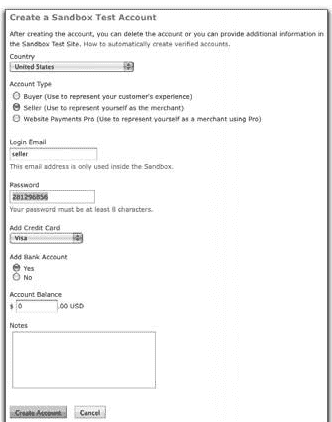 Create a Sandbox Test Account
After creating the account, you can delete the account or you can provide additional information in
the Sandbox Test Site. How to automatically create verified accounts.
Country
United States
Account Type
Buyer (Use to represent your customer's experience)
Seller (Use to represent yourself as the merchant)
Website Payments Pro (Use to represent yourself as a merchant using Pro)
Login Email
seller
This email address is only used inside the Sandbox.
Password
281296856
Your password must be at least 8 characters.
Add Credit Card
Visa
Add Bank Account
Yes
No
Account Balance
$ 0 .00 USD
Notes
Create Account Cancel